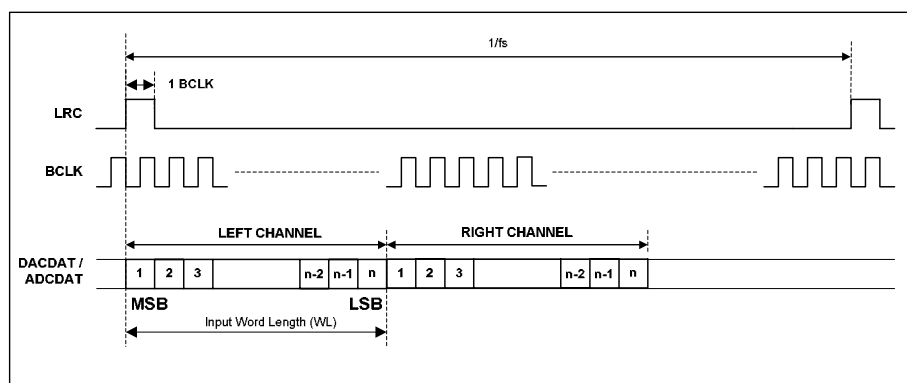 1/fs
1 BCLK
LRC
BCLK
LEFT CHANNEL RIGHT CHANNEL
DACDAT /
ADCDAT
1 2 3 n-2 n-1 n 1 2 3 n-2 n-1 n
MSB LSB
Input Word Length (WL)